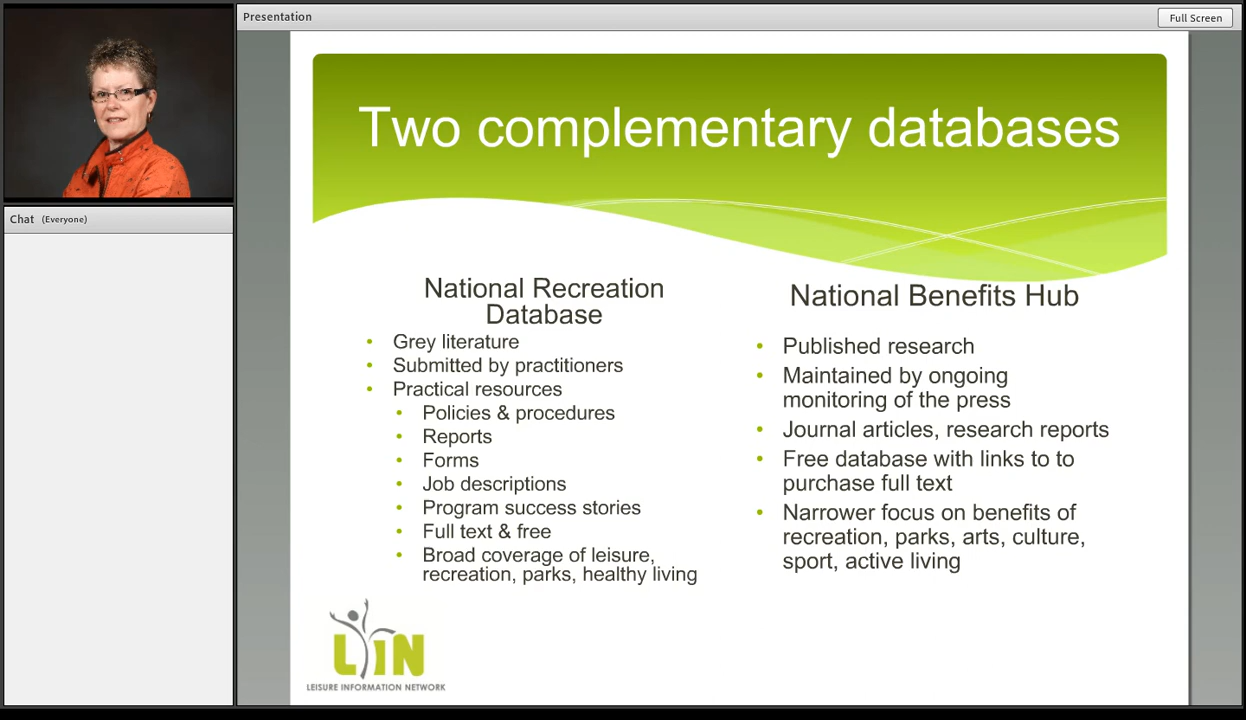 Presentation
Full Screen
Chat (Everyone)
Two complementary databases
National Recreation
Database
• Grey literature
• Submitted by practitioners
• Practical resources
• Policies & procedures
• Reports
• Forms
• Job descriptions
• Program success stories
• Full text & free
• Broad coverage of leisure,
recreation, parks, healthy living
National Benefits Hub
• Published research
• Maintained by ongoing
monitoring of the press
• Journal articles, research reports
• Free database with links to to
purchase full text
• Narrower focus on benefits of
recreation, parks, arts, culture,
sport, active living
LIN
LEISURE INFORMATION NETWORK